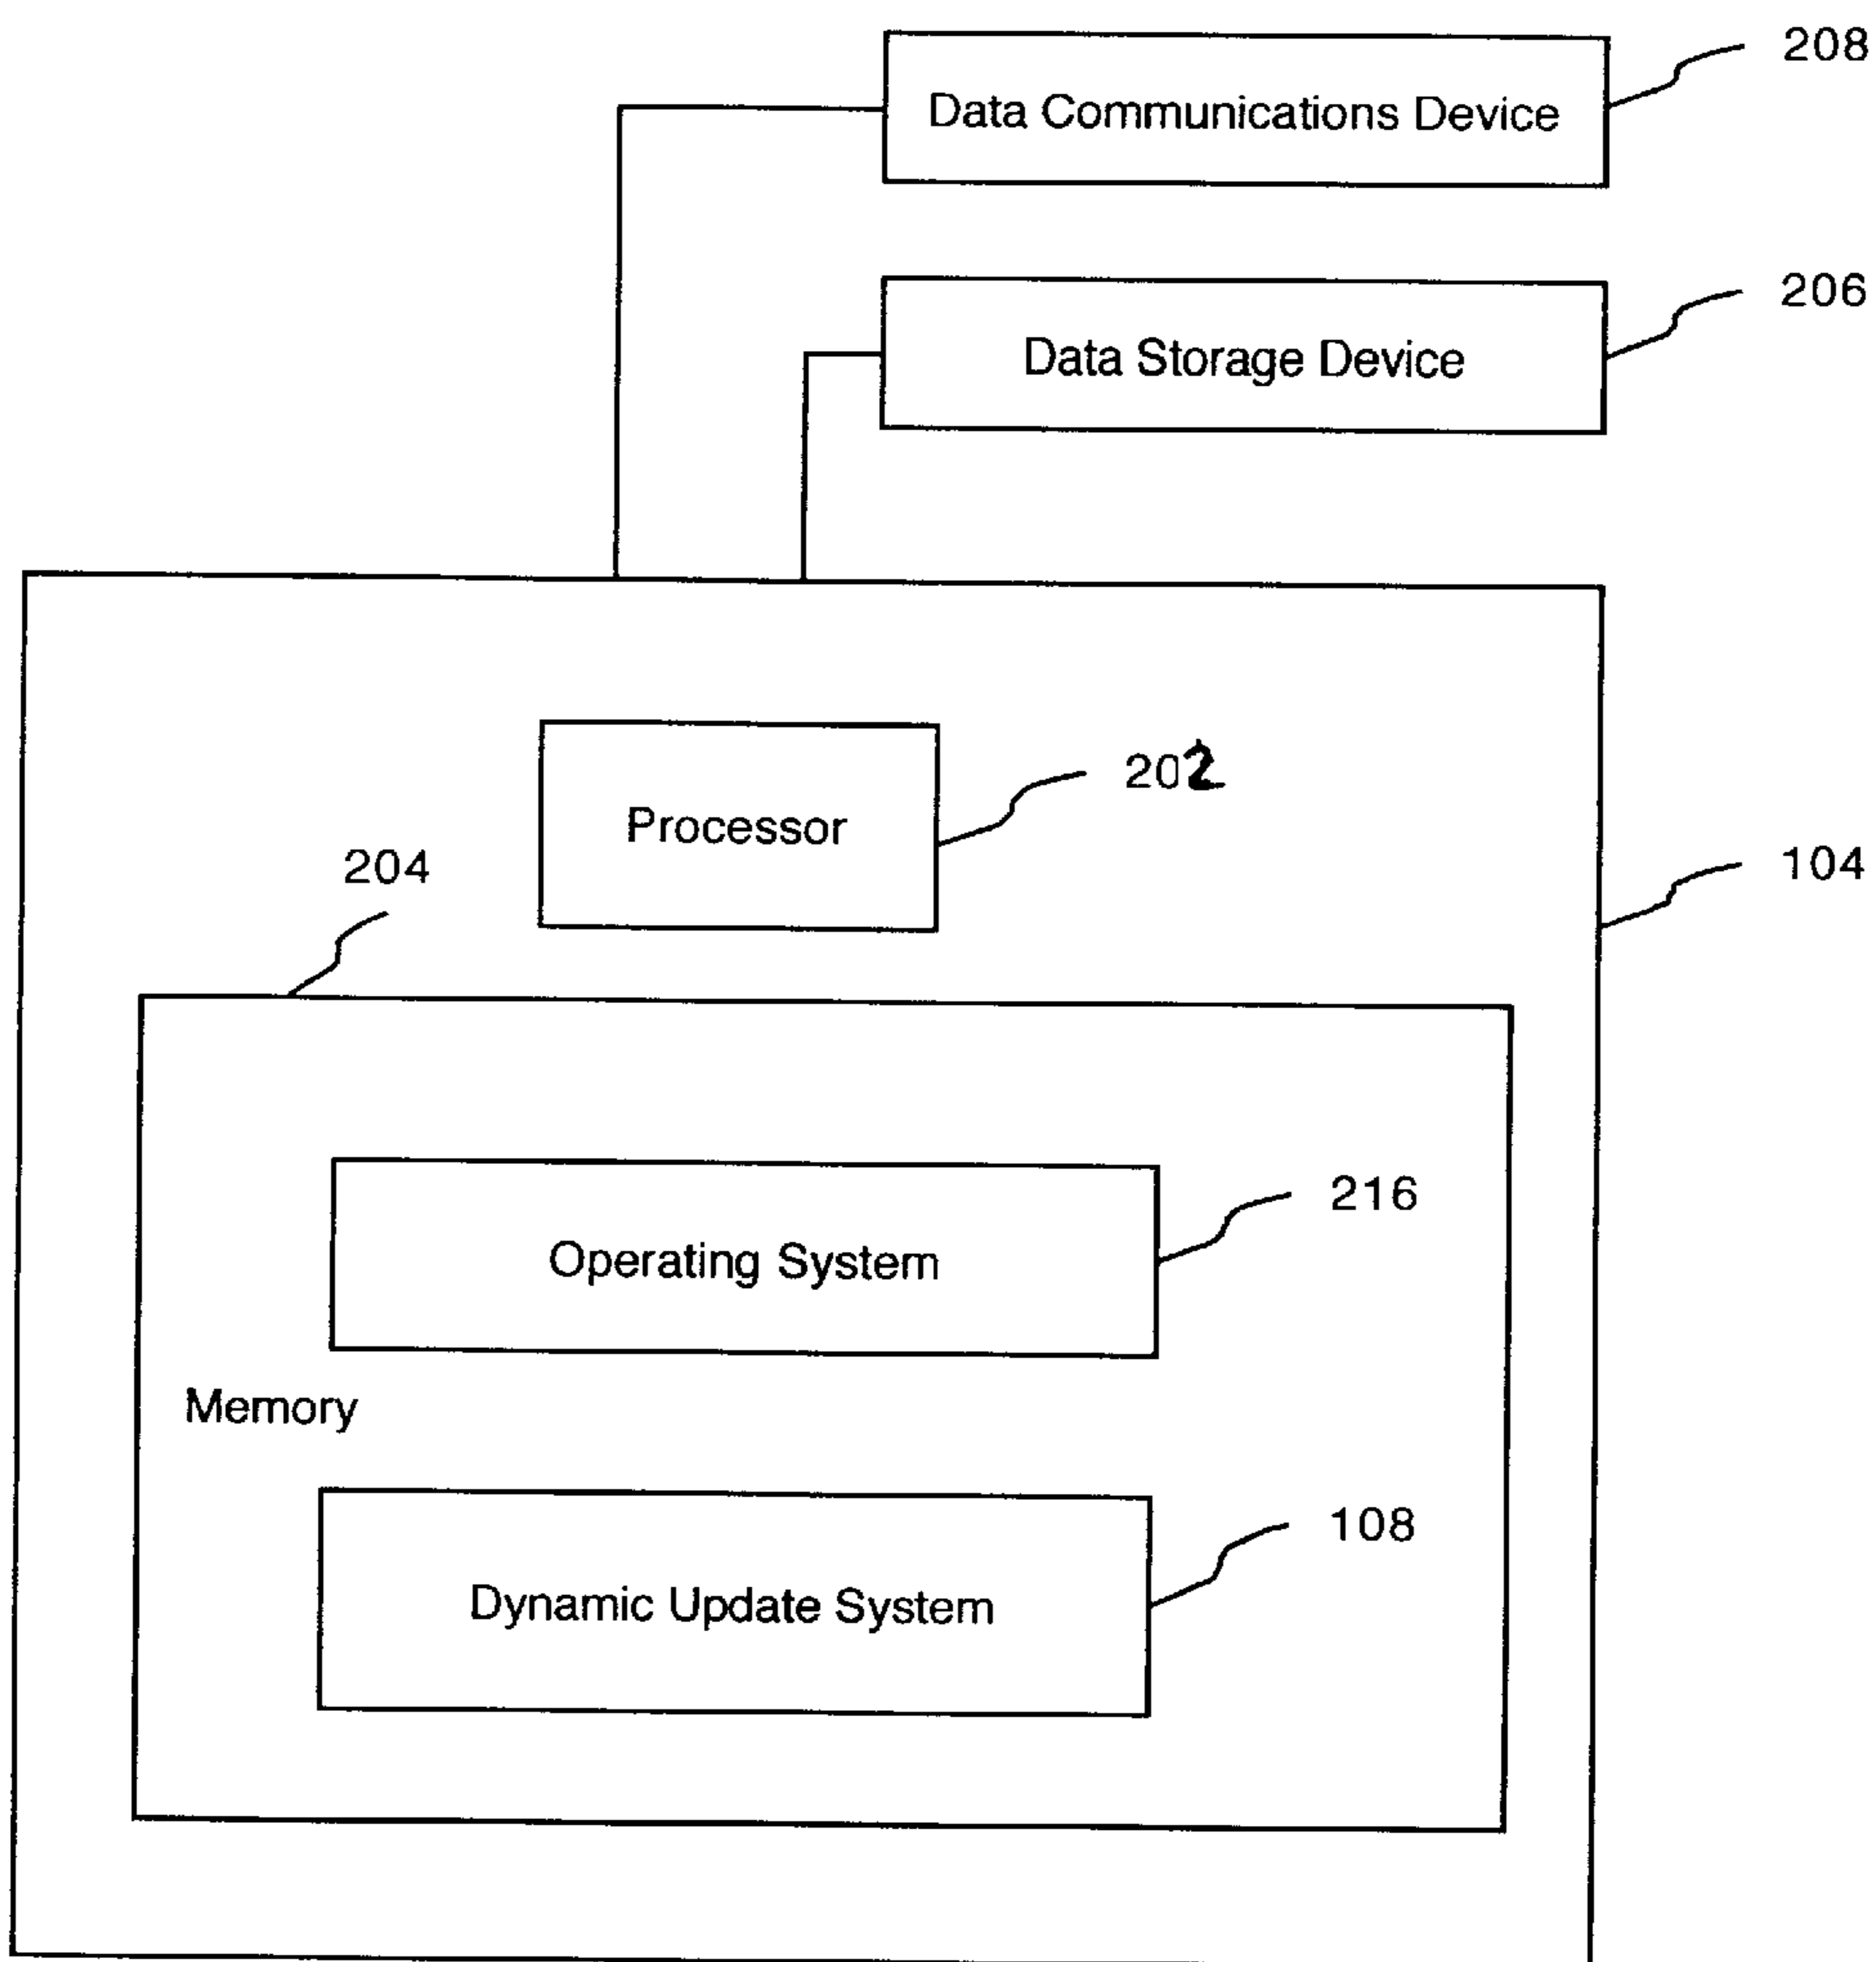 208
Data Communications Device
206
Data Storage Device
202
Processor
204
104
216
Operating System
Memory
108
Dynamic Update System